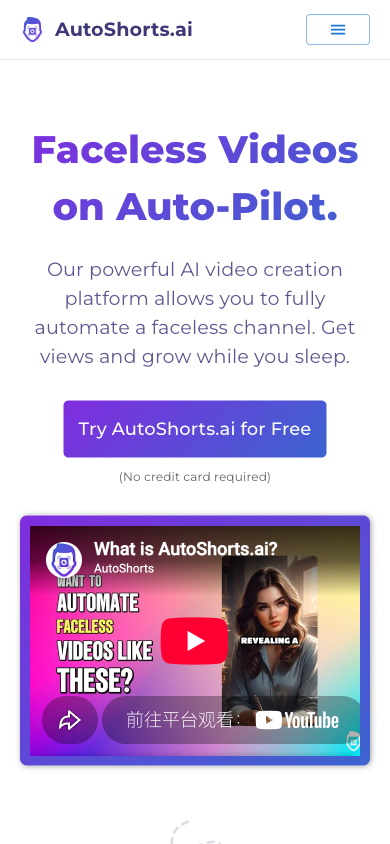 AutoShorts.ai
Faceless Videos
on Auto-Pilot.
Our powerful AI video creation
platform allows you to fully
automate a faceless channel. Get
views and grow while you sleep.
Try AutoShorts.ai for Free
(No credit card required)
What is AutoShorts.ai?
AutoShorts
WANT TO
AUTOMATE
FACELESS
VIDEOS LIKE
THESE?
REVEALING A
前往平台观看：
YouTube